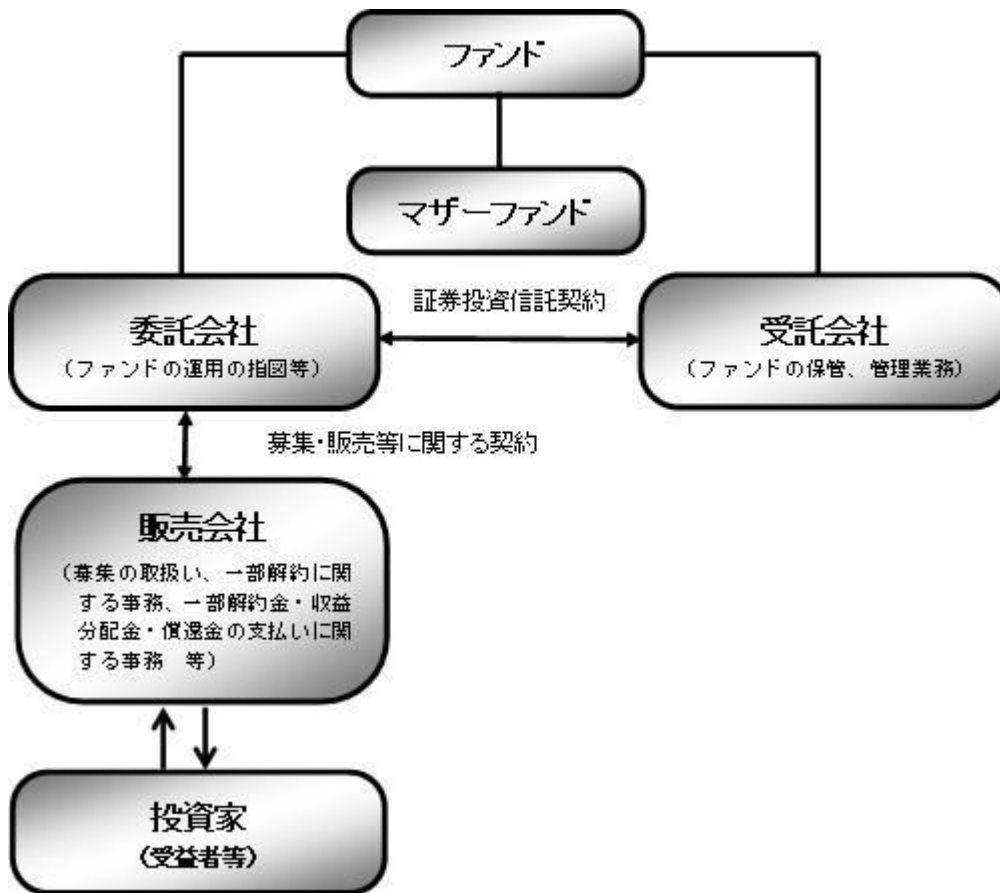 ファンド
マザーファンド
証券投資信託契約
委託会社
（ファンドの運用の指図等）
受託会社
（ファンドの保管、管理業務）
募集・販売等に関する契約
販売会社
（募集の取扱い、一部解約に関
する事務、一部解約金・収益
分配金・償還金の支払いに関
する事務　等）
投資家
（受益者等）